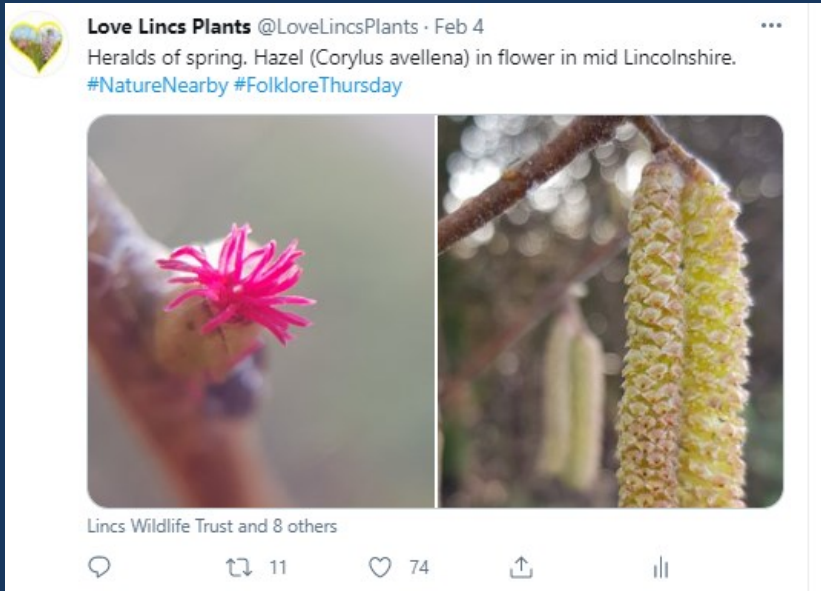 Love Lincs Plants @LoveLincsPlants · Feb 4
Heralds of spring. Hazel (Corylus avellena) in flower in mid Lincolnshire.
#NatureNearby #FolkloreThursday
Lincs Wildlife Trust and 8 others
11 74